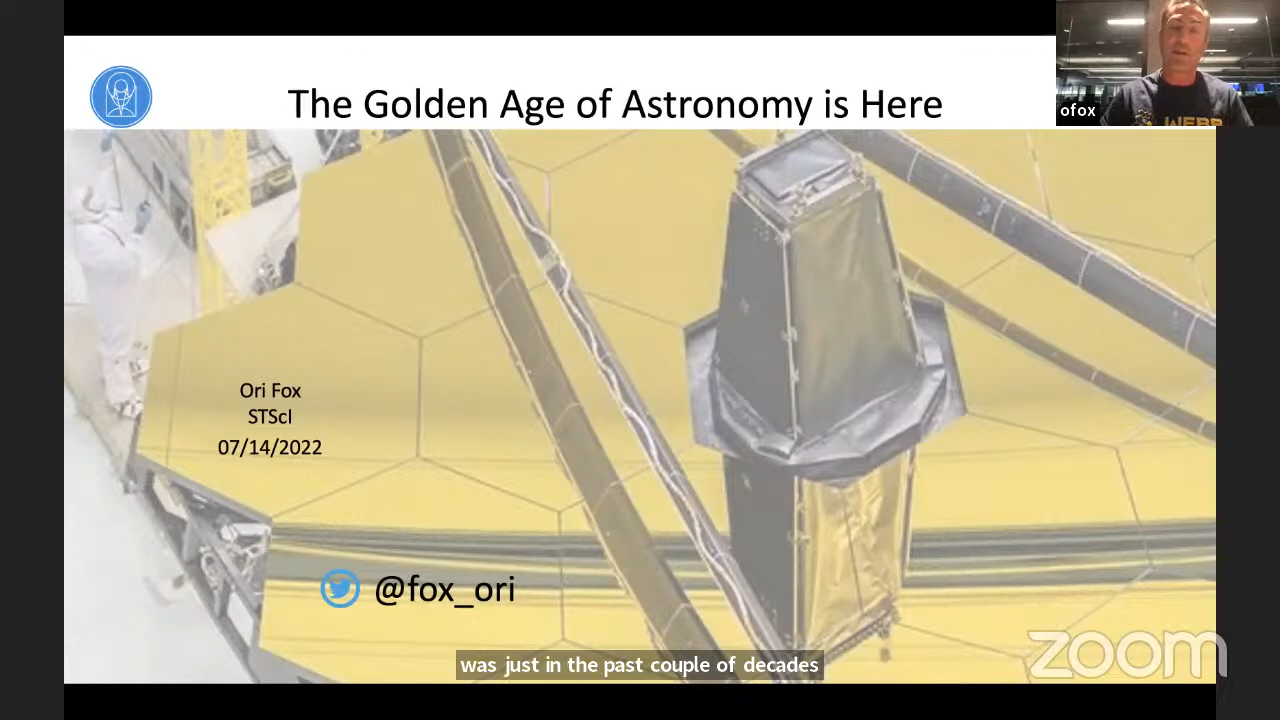 The Golden Age of Astronomy is Here
ofox
WEBB
Ori Fox
STScI
07/14/2022
@fox_ori
was just in the past couple of decades
zoom